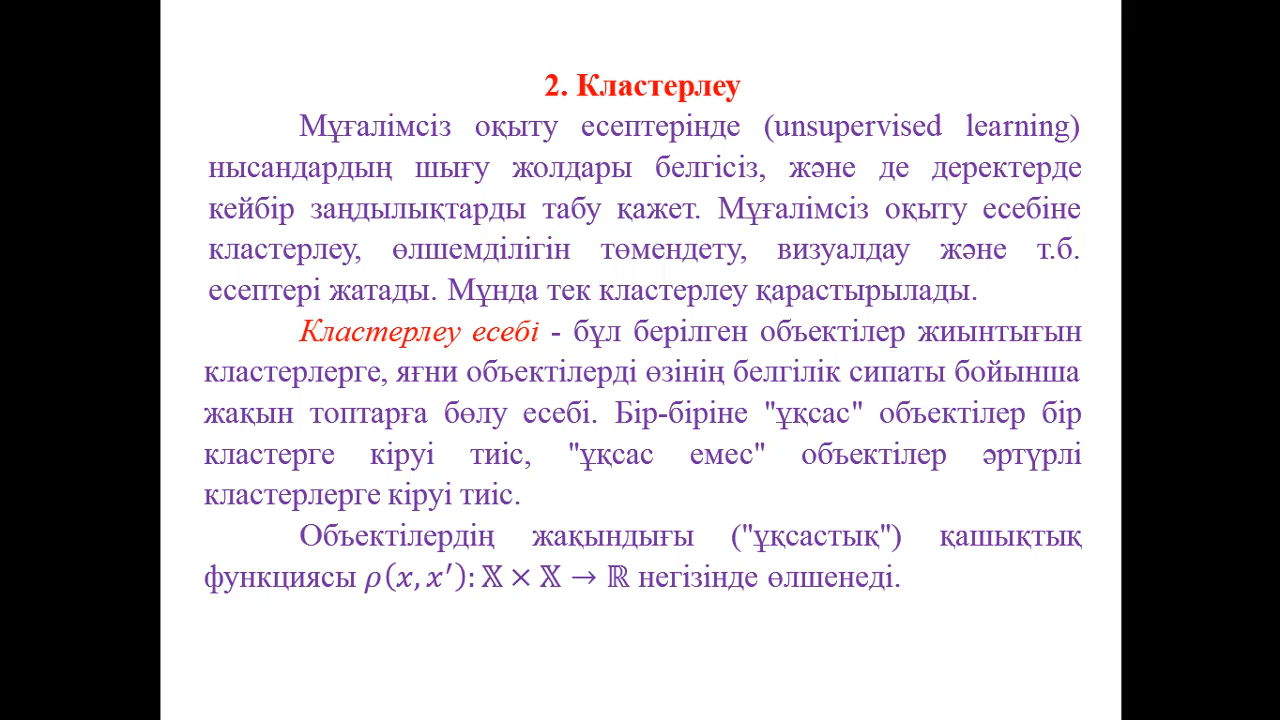 2. Кластерлеу
Мұғалімсіз оқыту есептерінде (unsupervised learning)
нысандардың шығу жолдары белгісіз, және де деректерде
кейбір заңдылықтарды табу қажет. Мұғалімсіз оқыту есебіне
кластерлеу, өлшемділігін төмендету, визуалдау және т.б.
есептері жатады. Мұнда тек кластерлеу қарастырылады.
Кластерлеу есебі - бұл берілген объектілер жиынтығын
кластерлерге, яғни объектілерді өзінің белгілік сипаты бойынша
жақын топтарға бөлу есебі. Бір-біріне "ұқсас" объектілер бір
кластерге кіруі тиіс, "ұқсас емес" объектілер әртүрлі
кластерлерге кіруі тиіс.
Объектілердің жақындығы ("ұқсастық") қашықтық
функциясы 𝜌(𝑥, 𝑥′): 𝕏 × 𝕏 → ℝ негізінде өлшенеді.